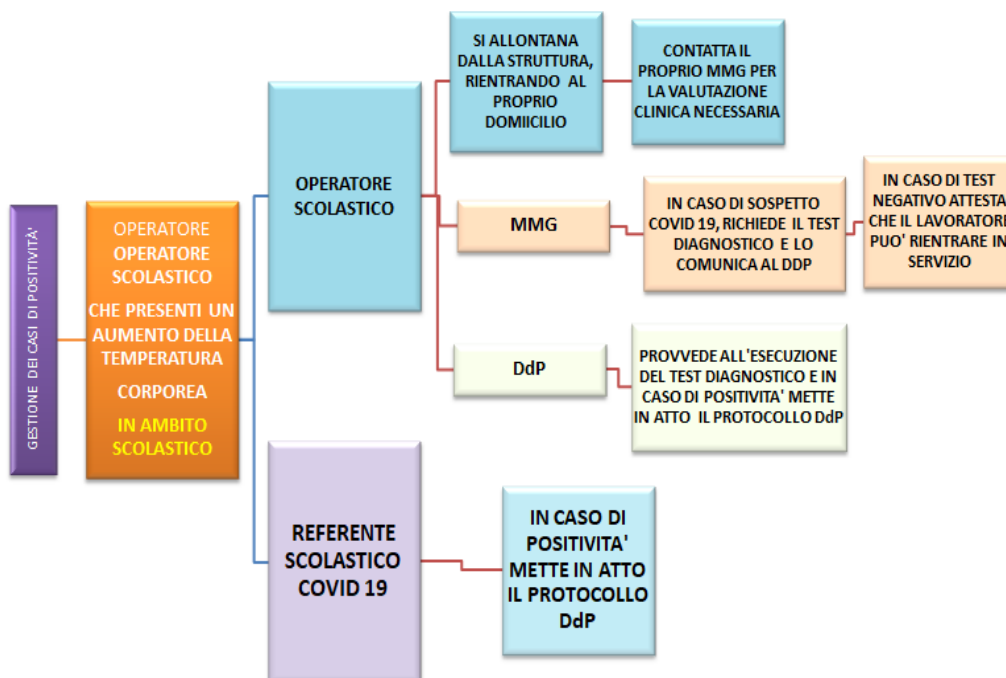 GESTIONE DEI CASI DI POSITIVITA'
OPERATORE
OPERATORE
SCOLASTICO
CHE PRESENTI UN
AUMENTO DELLA
TEMPERATURA
CORPOREA
IN AMBITO
SCOLASTICO
OPERATORE
SCOLASTICO
SI ALLONTANA
DALLA STRUTTURA,
RIENTRANDO AL
PROPRIO
DOMIICILIO
CONTATTA IL
PROPRIO MMG PER
LA VALUTAZIONE
CLINICA NECESSARIA
MMG
IN CASO DI SOSPETTO
COVID 19, RICHIEDE IL TEST
DIAGNOSTICO E LO
COMUNICA AL DDP
IN CASO DI TEST
NEGATIVO ATTESTA
CHE IL LAVORATORE
PUO' RIENTRARE IN
SERVIZIO
DdP
PROVVEDE ALL'ESECUZIONE
DEL TEST DIAGNOSTICO E IN
CASO DI POSITIVITA' METTE
IN ATTO IL PROTOCOLLO DdP
REFERENTE
SCOLASTICO
COVID 19
IN CASO DI
POSITIVITA'
METTE IN ATTO
IL PROTOCOLLO
DdP